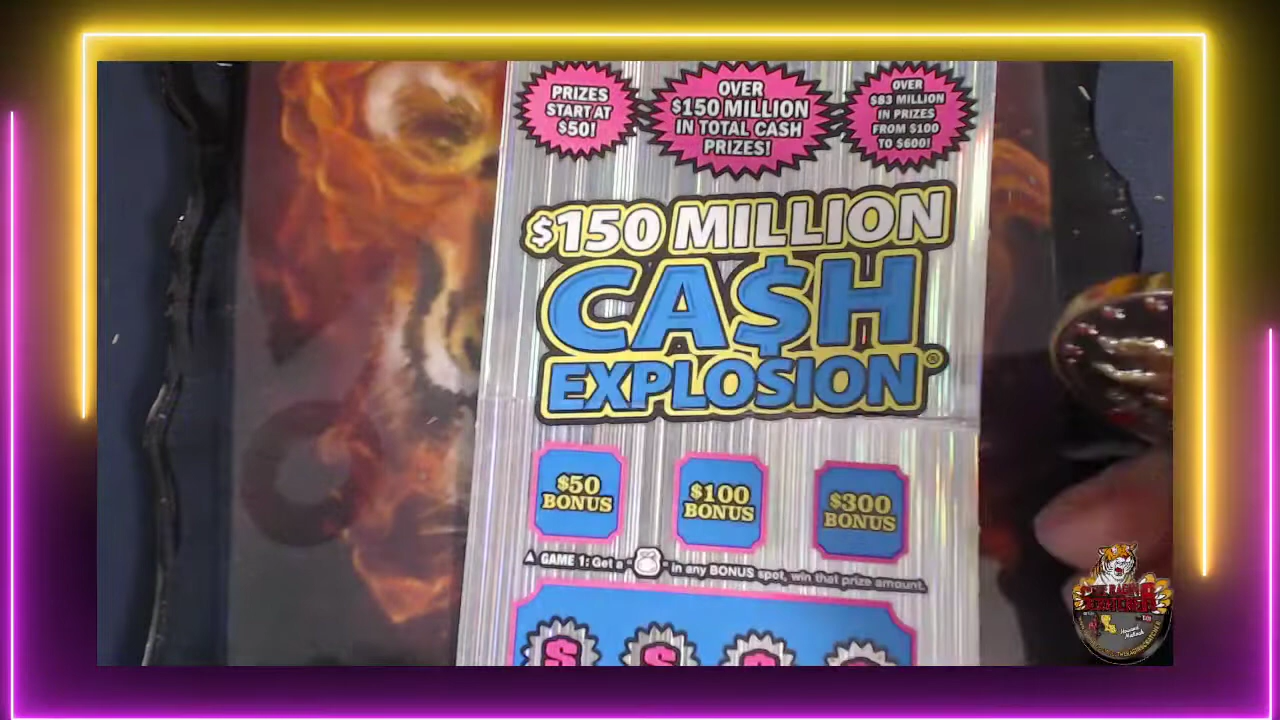 PRIZES
START AT
$50!
OVER
$150 MILLION
IN TOTAL CASH
PRIZES!
OVER
$83 MILLION
IN PRIZES
FROM $100
TO $600!
$150 MILLION
CA$H
EXPLOSION®
$50
BONUS
$100
BONUS
$300
BONUS
GAME 1: Get a " " in any BONUS spot, win that prize amount.
$ $ $ $